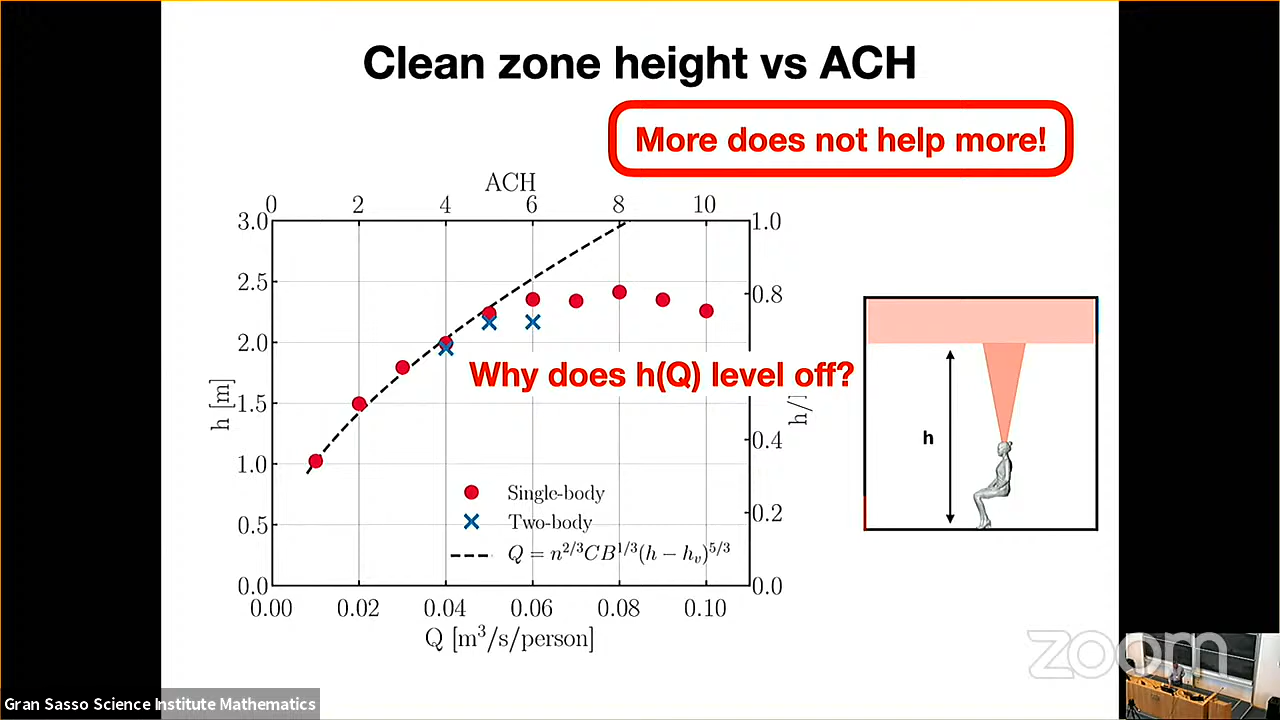 Clean zone height vs ACH
More does not help more!
ACH
0 2 4 6 8 10
3.0 1.0
2.5 0.8
2.0
Why does h(Q) level off?
h [m] 1.5 h/
h
1.0 0.4
Single-body
0.5 Two-body 0.2
Q = n^{2/3}CB^{1/3}(h − h_v)^{5/3}
0.0 0.0
0.00 0.02 0.04 0.06 0.08 0.10
Q [m³/s/person]
zoom
Gran Sasso Science Institute Mathematics